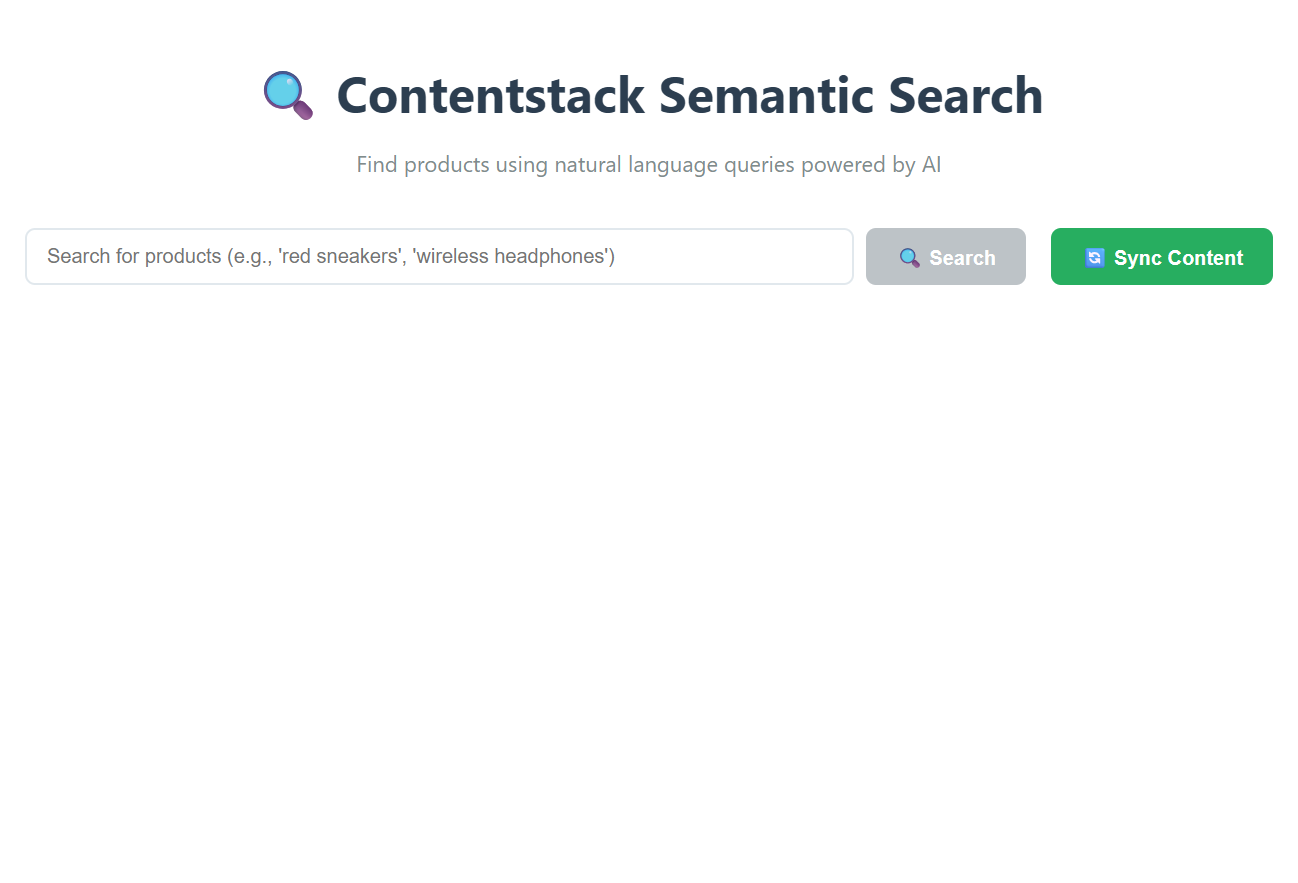 Contentstack Semantic Search
Find products using natural language queries powered by AI
Search for products (e.g., 'red sneakers', 'wireless headphones')
Search
Sync Content